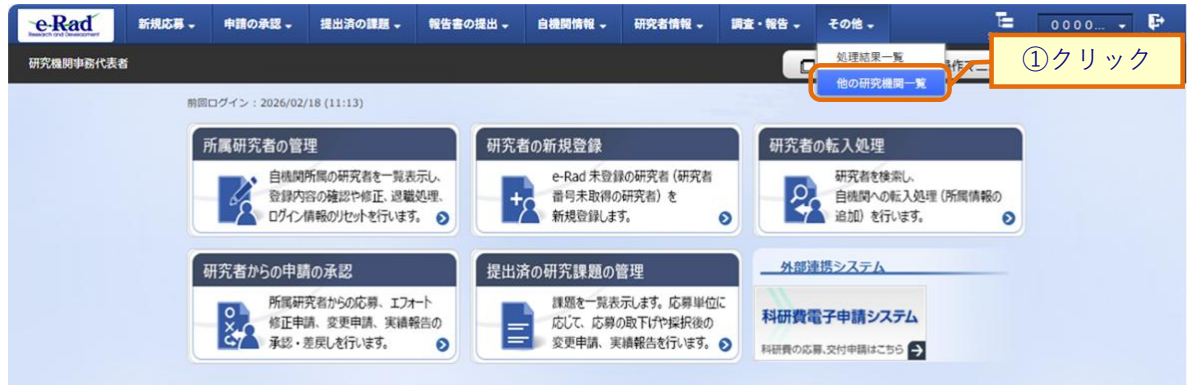 e-Rad
Research and Development
新規応募
申請の承認
提出済の課題
報告書の提出
自機関情報
研究者情報
調査・報告
その他
0000...
研究機関事務代表者
処理結果一覧
他の研究機関一覧
①クリック
前回ログイン : 2026/02/18 (11:13)
所属研究者の管理
自機関所属の研究者を一覧表示し、
登録内容の確認や修正、退職処理、
ログイン情報のリセットを行います。
研究者の新規登録
e-Rad 未登録の研究者 (研究者
番号未取得の研究者) を
新規登録します。
研究者の転入処理
研究者を検索し、
自機関への転入処理 (所属情報の
追加) を行います。
研究者からの申請の承認
所属研究者からの応募、エフォート
修正申請、変更申請、実績報告の
承認・差戻しを行います。
提出済の研究課題の管理
課題を一覧表示します。応募単位に
応じて、応募の取下げや採択後の
変更申請、実績報告を行います。
外部連携システム
科研費電子申請システム
科研費の応募、交付申請はこちら